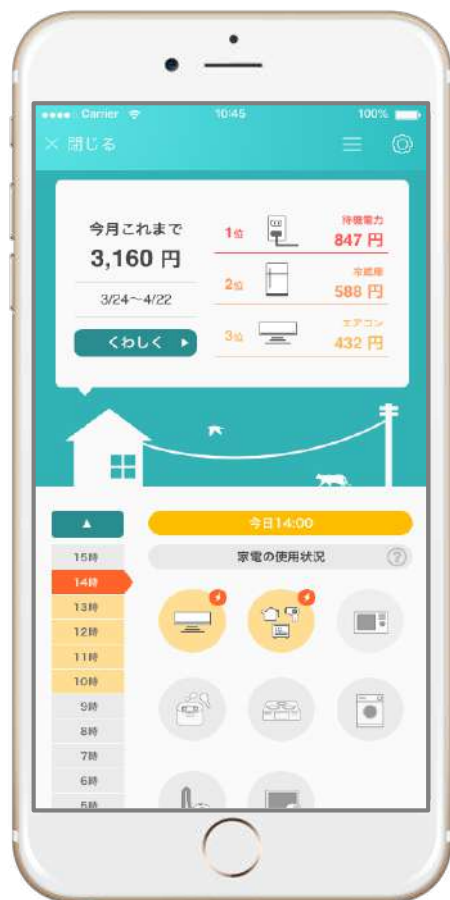 Carrier 10:45 100%
× 閉じる
今月これまで
3,160 円
3/24〜4/22
くわしく
1位 待機電力
847 円
2位 冷蔵庫
588 円
3位 エアコン
432 円
今日14:00
家電の使用状況 ?
15時
14時
13時
12時
11時
10時
9時
8時
7時
6時
5時